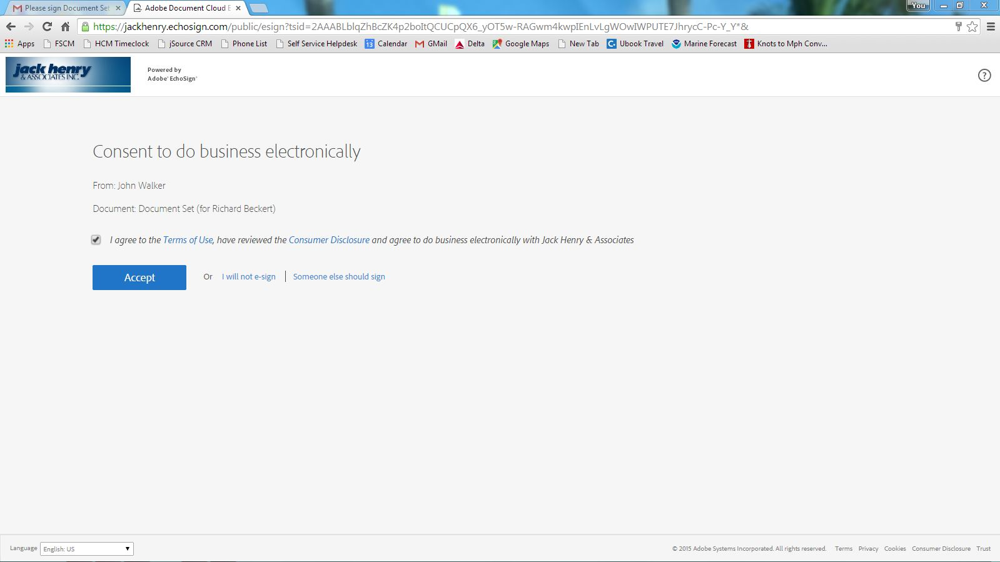 Please sign Document Set
Adobe Document Cloud E
You
https://jackhenry.echosign.com/public/esign?tsid=2AAABLblqZhBcZK4p2boItQCUCpQX6_yOT5w-RAGwm4kwpIEnLvLgWOwIWPUTE7JhrycC-Pc-Y_Y*&
Apps FSCM HCM Timeclock jSource CRM Phone List Self Service Helpdesk 13 Calendar GMail Delta Google Maps New Tab Ubook Travel Marine Forecast Knots to Mph Conv...
jack henry
& ASSOCIATES INC.
Powered by
Adobe® EchoSign®
?
Consent to do business electronically
From: John Walker
Document: Document Set (for Richard Beckert)
I agree to the Terms of Use, have reviewed the Consumer Disclosure and agree to do business electronically with Jack Henry & Associates
Accept Or I will not e-sign | Someone else should sign
Language English: US
© 2015 Adobe Systems Incorporated. All rights reserved. Terms Privacy Cookies Consumer Disclosure Trust